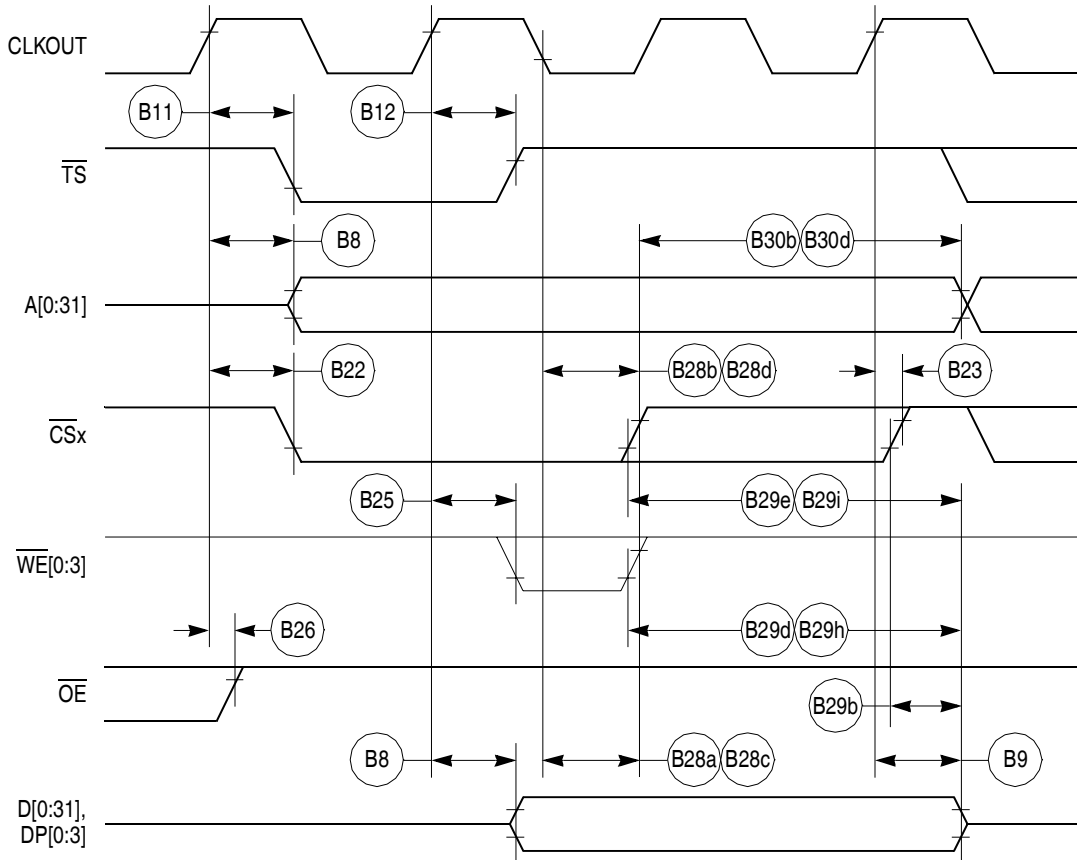 CLKOUT
B11
B12
TS
B8
B30b B30d
A[0:31]
B22
B28b B28d
B23
CSx
B25
B29e B29i
WE[0:3]
B26
B29d B29h
OE
B29b
B8
B28a B28c
B9
D[0:31],
DP[0:3]